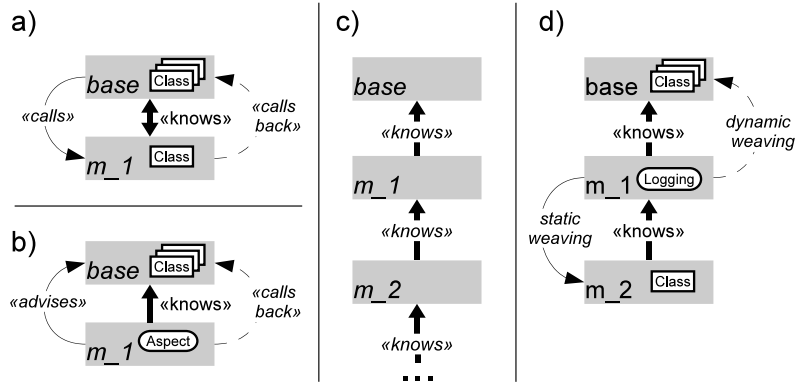 a)
base
Class
«calls»
«knows»
«calls
back»
m_1
Class
b)
base
Class
«advises»
«knows»
«calls
back»
m_1
Aspect
c)
base
«knows»
m_1
«knows»
m_2
«knows»
...
d)
base
Class
«knows»
dynamic
weaving
m_1
Logging
static
weaving
«knows»
m_2
Class